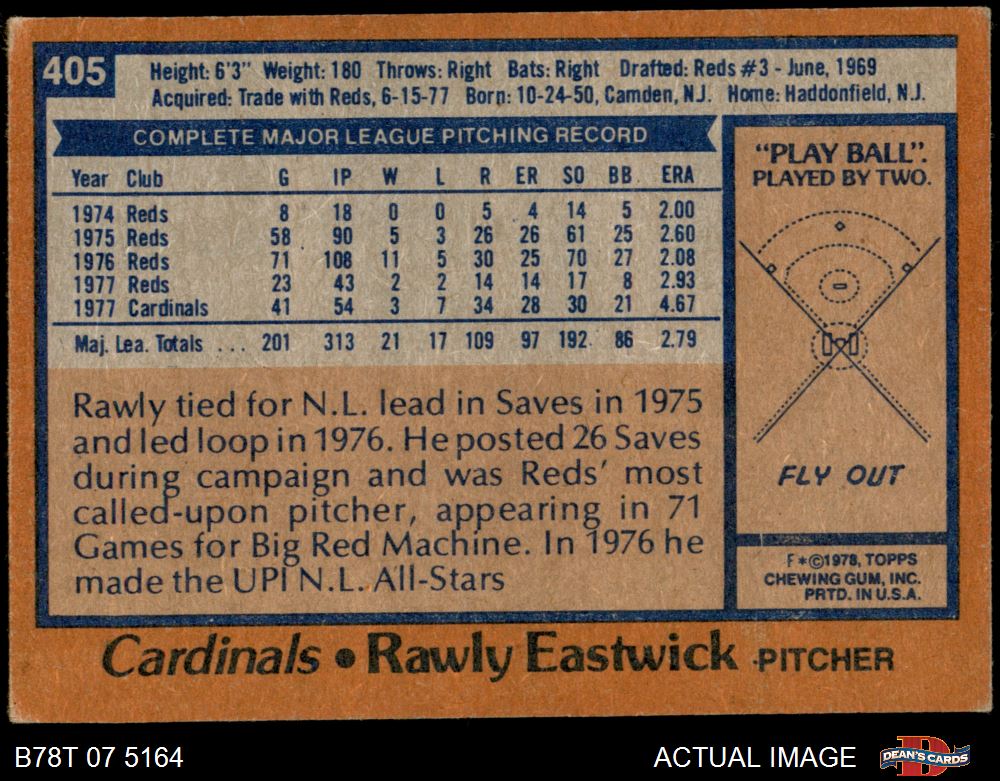 405
Height: 6'3" Weight: 180 Throws: Right Bats: Right Drafted: Reds #3 - June, 1969
Acquired: Trade with Reds, 6-15-77 Born: 10-24-50, Camden, N.J. Home: Haddonfield, N.J.
COMPLETE MAJOR LEAGUE PITCHING RECORD
Year Club G IP W L R ER SO BB ERA
1974 Reds 8 18 0 0 5 4 14 5 2.00
1975 Reds 58 90 5 3 26 26 61 25 2.60
1976 Reds 71 108 11 5 30 25 70 27 2.08
1977 Reds 23 43 2 2 14 14 17 8 2.93
1977 Cardinals 41 54 3 7 34 28 30 21 4.67
Maj. Lea. Totals ... 201 313 21 17 109 97 192 86 2.79
Rawly tied for N.L. lead in Saves in 1975
and led loop in 1976. He posted 26 Saves
during campaign and was Reds' most
called-upon pitcher, appearing in 71
Games for Big Red Machine. In 1976 he
made the UPI N.L. All-Stars
"PLAY BALL".
PLAYED BY TWO.
FLY OUT
F*©1978, TOPPS
CHEWING GUM, INC.
PRTD. IN U.S.A.
Cardinals • Rawly Eastwick PITCHER
B78T 07 5164
ACTUAL IMAGE
DEAN'S CARDS